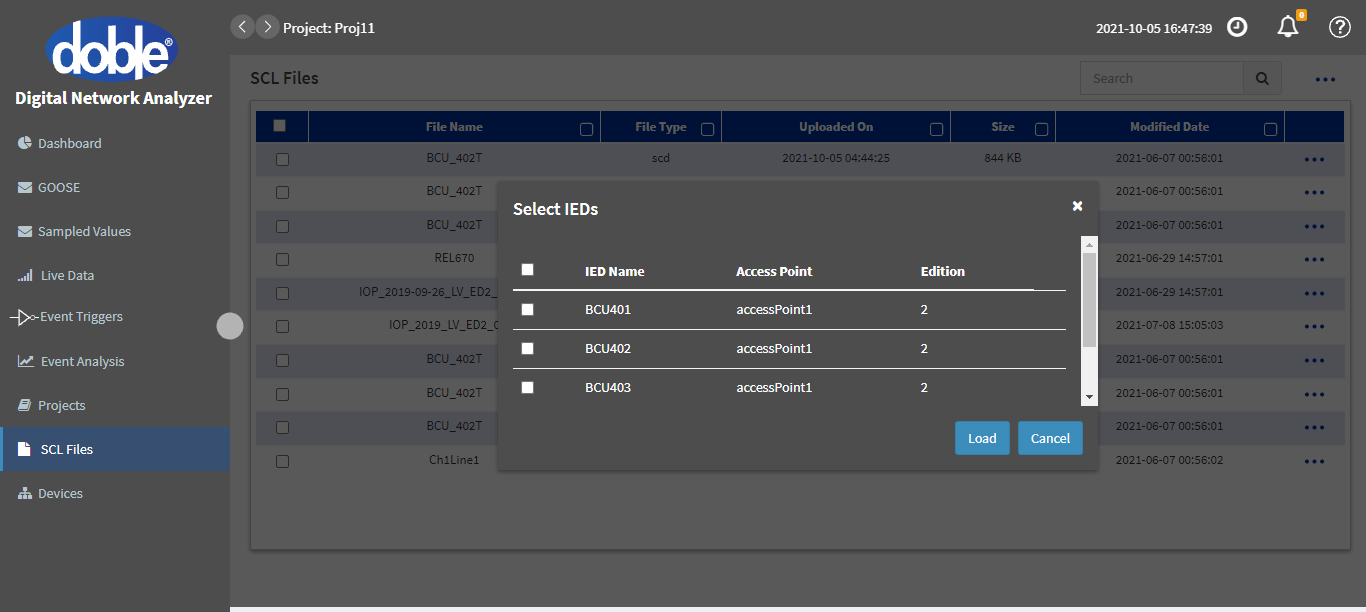 doble®
Digital Network Analyzer
Dashboard
GOOSE
Sampled Values
Live Data
Event Triggers
Event Analysis
Projects
SCL Files
Devices
Project: Proj11
2021-10-05 16:47:39
0
SCL Files
Search
File Name File Type Uploaded On Size Modified Date
BCU_402T scd 2021-10-05 04:44:25 844 KB 2021-06-07 00:56:01
BCU_402T 2021-06-07 00:56:01
BCU_402T 2021-06-07 00:56:01
REL670 2021-06-29 14:57:01
IOP_2019-09-26_LV_ED2_ 2021-06-29 14:57:01
IOP_2019_LV_ED2_0 2021-07-08 15:05:03
BCU_402T 2021-06-07 00:56:01
BCU_402T 2021-06-07 00:56:01
BCU_402T 2021-06-07 00:56:01
Ch1Line1 2021-06-07 00:56:02
Select IEDs
IED Name Access Point Edition
BCU401 accessPoint1 2
BCU402 accessPoint1 2
BCU403 accessPoint1 2
Load Cancel